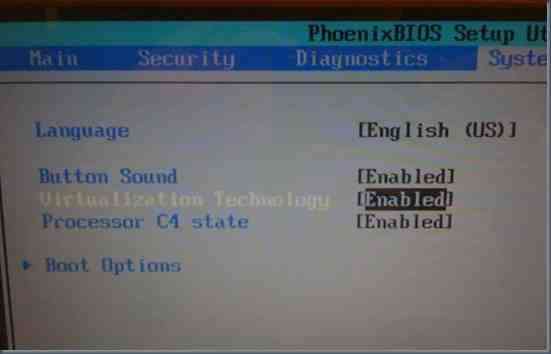 PhoenixBIOS Setup Ut
Main Security Diagnostics Syste
Language [English (US)]
Button Sound [Enabled]
Virtualization Technology [Enabled]
Processor C4 state [Enabled]
Boot Options